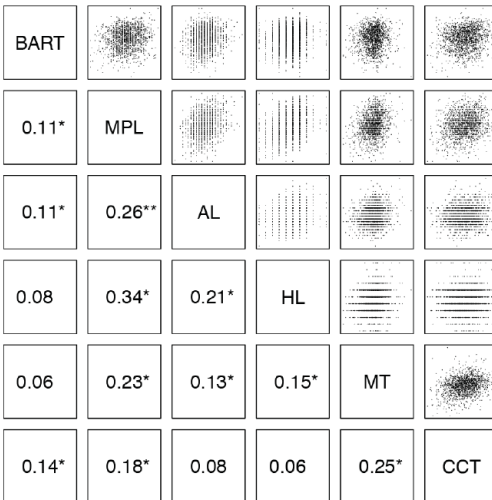 BART
0.11* MPL
0.11* 0.26** AL
0.08 0.34* 0.21* HL
0.06 0.23* 0.13* 0.15* MT
0.14* 0.18* 0.08 0.06 0.25* CCT